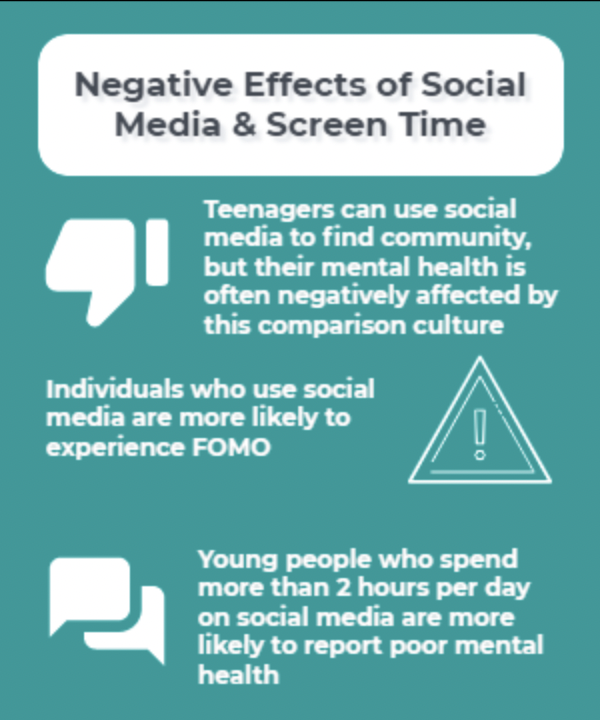 Negative Effects of Social
Media & Screen Time
Teenagers can use social
media to find community,
but their mental health is
often negatively affected by
this comparison culture
Individuals who use social
media are more likely to
experience FOMO
Young people who spend
more than 2 hours per day
on social media are more
likely to report poor mental
health